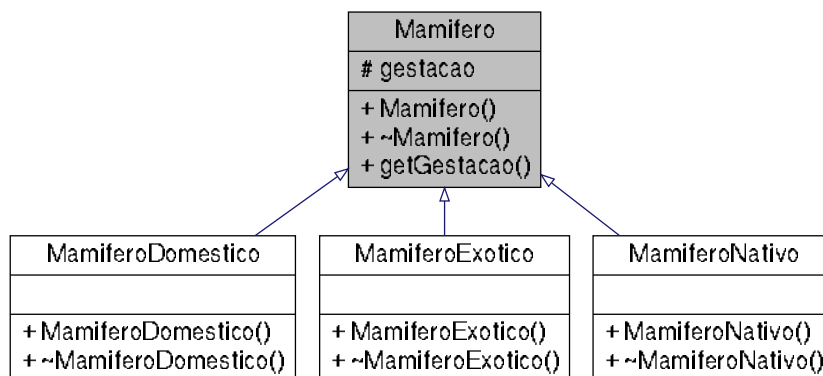 Mamifero
# gestacao
+ Mamifero()
+ ~Mamifero()
+ getGestacao()
MamiferoDomestico
+ MamiferoDomestico()
+ ~MamiferoDomestico()
MamiferoExotico
+ MamiferoExotico()
+ ~MamiferoExotico()
MamiferoNativo
+ MamiferoNativo()
+ ~MamiferoNativo()